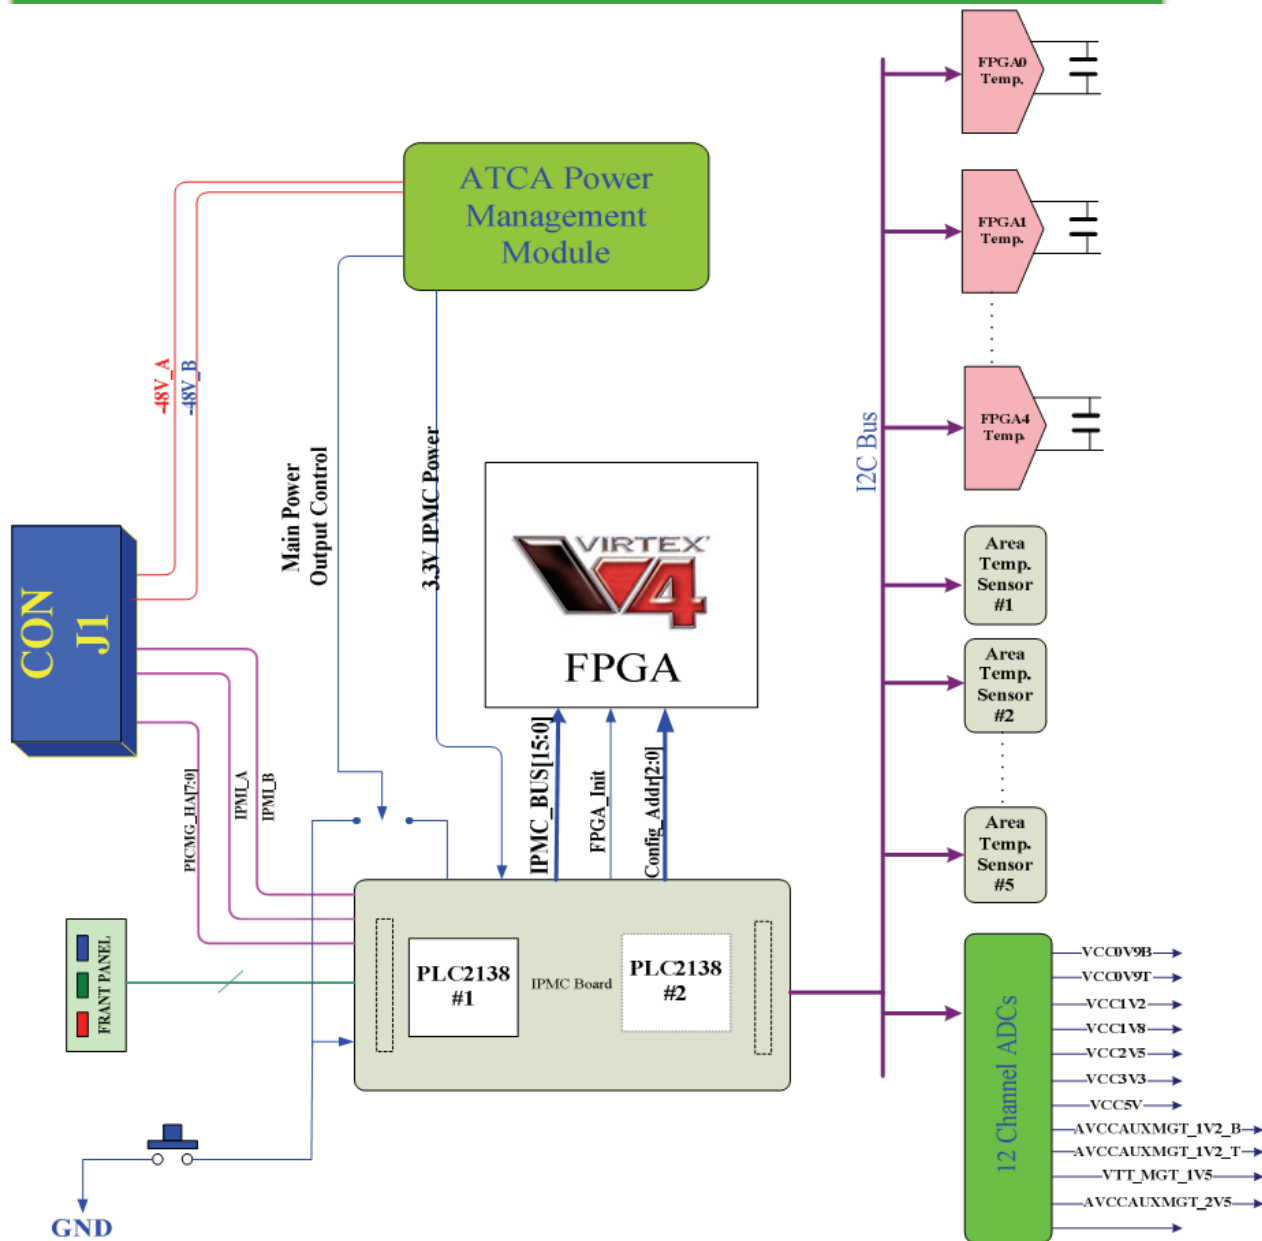 FPGA0
Temp.
ATCA Power
Management
Module
FPGA1
Temp.
-48V_A
-48V_B
FPGA4
Temp.
I2C Bus
Main Power
Output Control
3.3V IPMC Power
VIRTEX
V4
FPGA
CON
J1
Area
Temp.
Sensor
#1
Area
Temp.
Sensor
#2
PICMG_HA[7:0]
IPMI_A
IPMI_B
IPMC_BUS[15:0]
FPGA_Init
Config_Addr[2:0]
Area
Temp.
Sensor
#5
FRANT PANEL
PLC2138
#1
IPMC Board
PLC2138
#2
12 Channel ADCs
VCC0V9B
VCC0V9T
VCC1V2
VCC1V8
VCC2V5
VCC3V3
VCC5V
AVCCAUXMGT_1V2_B
AVCCAUXMGT_1V2_T
VTT_MGT_1V5
AVCCAUXMGT_2V5
GND